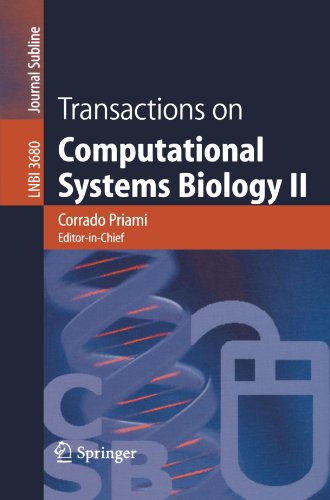 Journal Subline
LNBI 3680
Transactions on
Computational
Systems Biology II
Corrado Priami
Editor-in-Chief
C
S
B
Springer